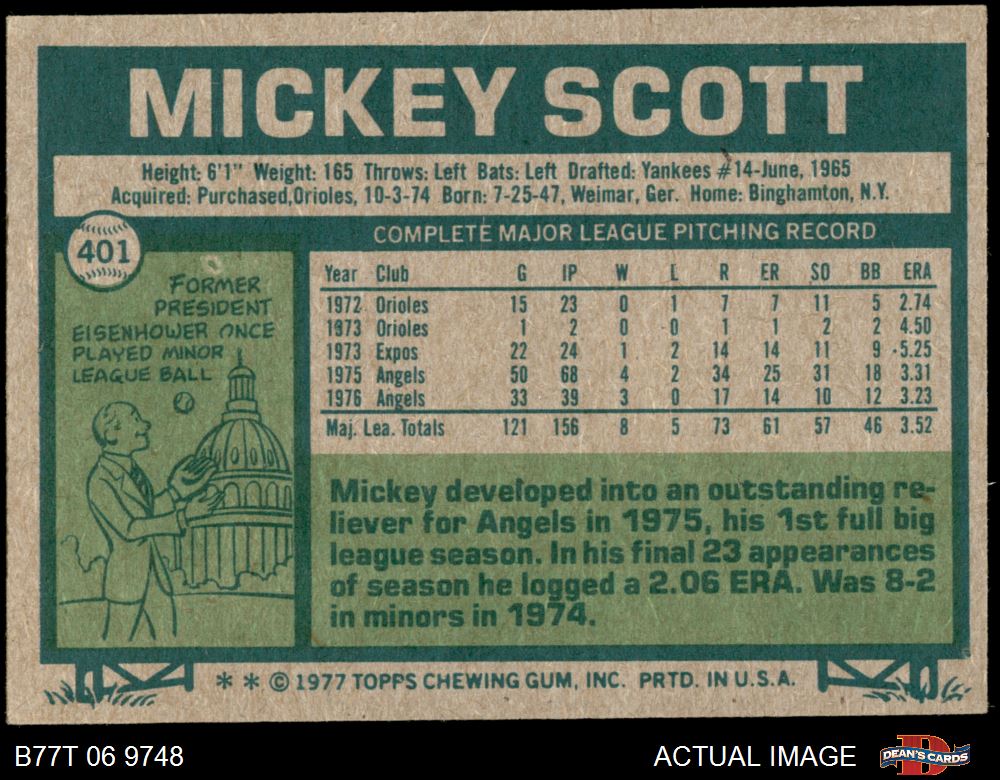 MICKEY SCOTT
Height: 6'1" Weight: 165 Throws: Left Bats: Left Drafted: Yankees #14-June, 1965
Acquired: Purchased,Orioles, 10-3-74 Born: 7-25-47, Weimar, Ger. Home: Binghamton, N.Y.
401
COMPLETE MAJOR LEAGUE PITCHING RECORD
Year Club G IP W L R ER SO BB ERA
1972 Orioles 15 23 0 1 7 7 11 5 2.74
1973 Orioles 1 2 0 0 1 1 2 2 4.50
1973 Expos 22 24 1 2 14 14 11 9 5.25
1975 Angels 50 68 4 2 34 25 31 18 3.31
1976 Angels 33 39 3 0 17 14 10 12 3.23
Maj. Lea. Totals 121 156 8 5 73 61 57 46 3.52
FORMER
PRESIDENT
EISENHOWER ONCE
PLAYED MINOR
LEAGUE BALL
Mickey developed into an outstanding re-
liever for Angels in 1975, his 1st full big
league season. In his final 23 appearances
of season he logged a 2.06 ERA. Was 8-2
in minors in 1974.
* * © 1977 TOPPS CHEWING GUM, INC. PRTD. IN U.S.A.
B77T 06 9748
ACTUAL IMAGE
D
DEAN'S CARDS